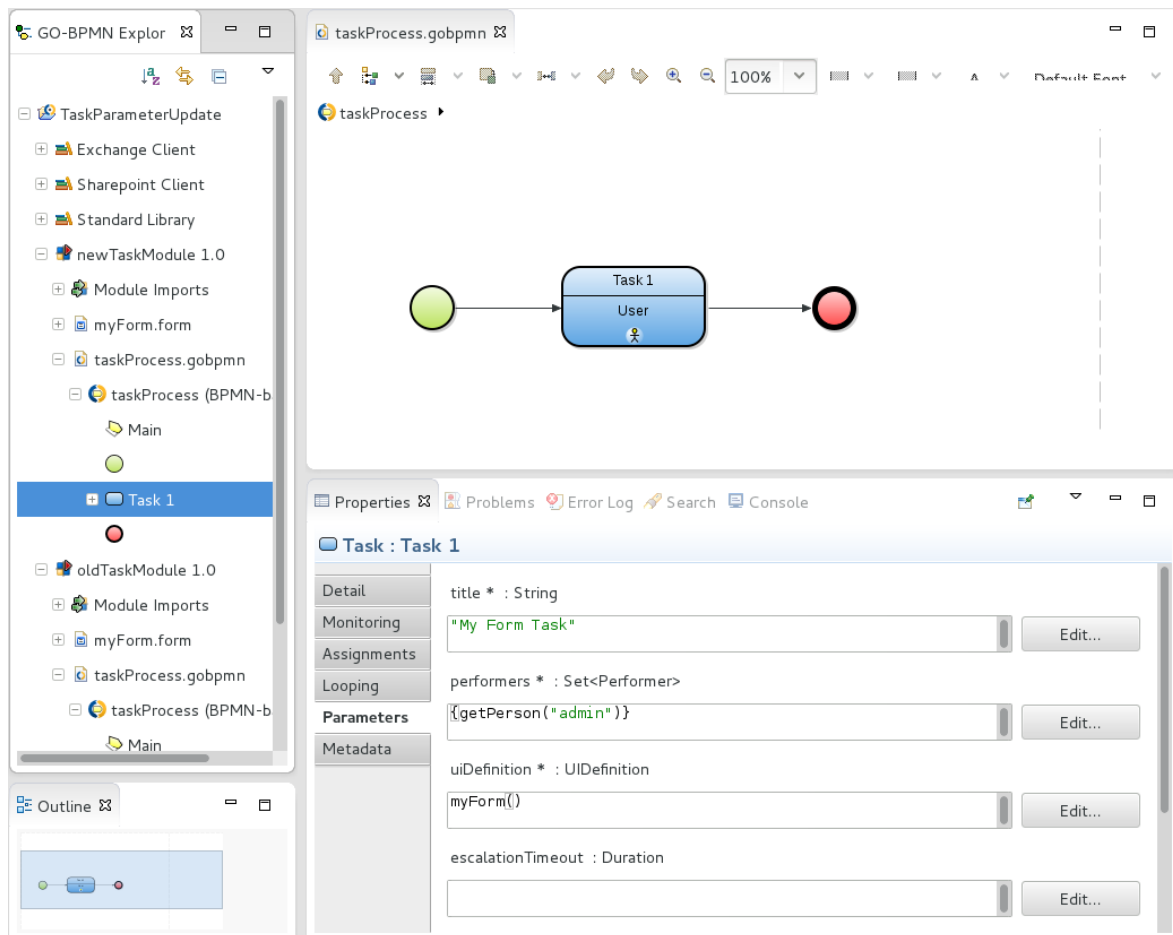 GO-BPMN Explor
TaskParameterUpdate
Exchange Client
Sharepoint Client
Standard Library
newTaskModule 1.0
Module Imports
myForm.form
taskProcess.gobpmn
taskProcess (BPMN-b
Main
Task 1
oldTaskModule 1.0
Module Imports
myForm.form
taskProcess.gobpmn
taskProcess (BPMN-b
Main
Outline
taskProcess.gobpmn
100%
Default Font
taskProcess
Task 1
User
Properties Problems Error Log Search Console
Task : Task 1
Detail
Monitoring
Assignments
Looping
Parameters
Metadata
title * : String
"My Form Task"
Edit...
performers * : Set<Performer>
{getPerson("admin")}
Edit...
uiDefinition * : UIDefinition
myForm()
Edit...
escalationTimeout : Duration
Edit...